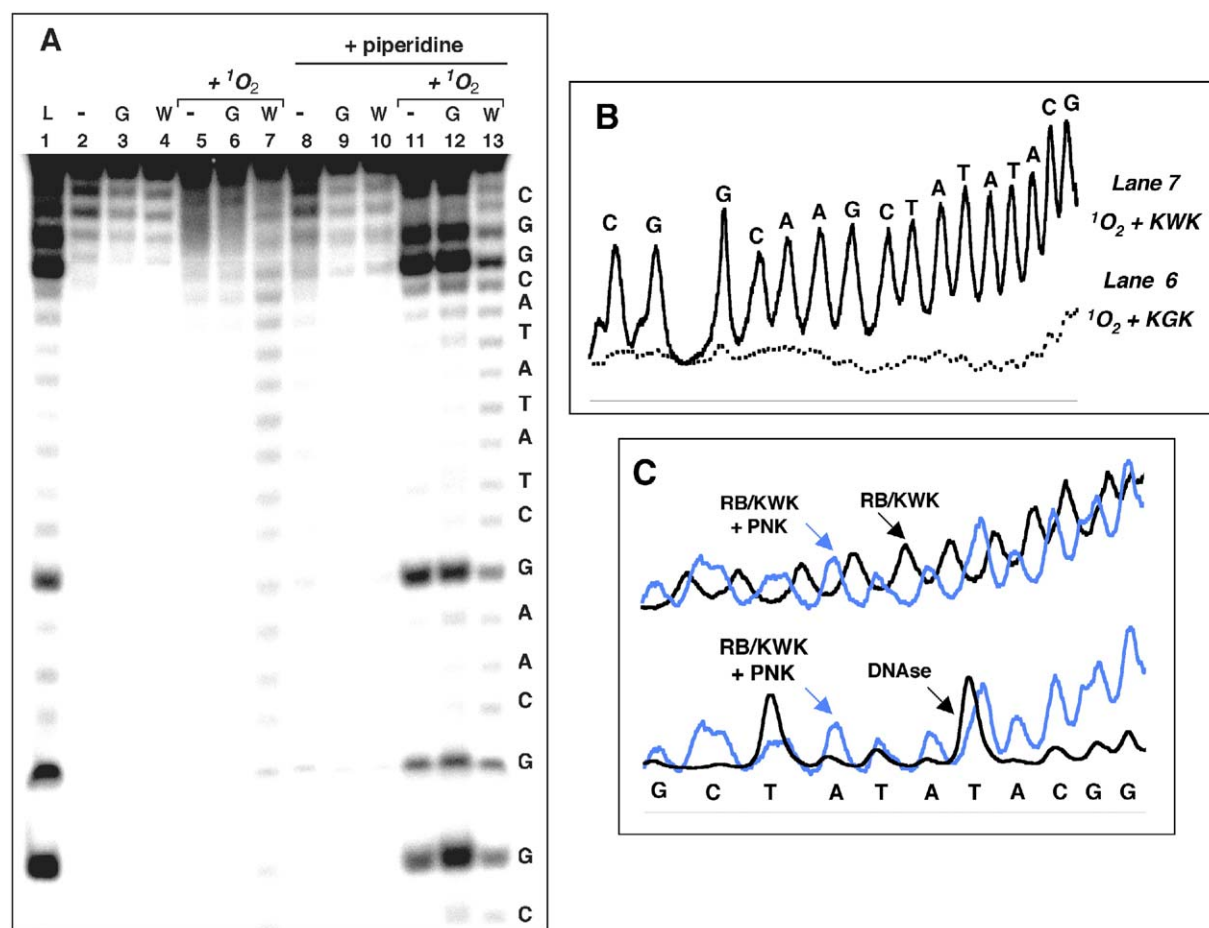 A
+ piperidine
+ ¹O₂
+ ¹O₂
L - G W - G W - G W - G W
1 2 3 4 5 6 7 8 9 10 11 12 13
C
G
G
C
A
T
A
T
A
T
C
G
A
A
C
G
G
C
B
C G G C A A G C T A T A T A C G
Lane 7
¹O₂ + KWK
Lane 6
¹O₂ + KGK
C
RB/KWK
+ PNK
RB/KWK
RB/KWK
+ PNK
DNAse
G C T A T A T A C G G